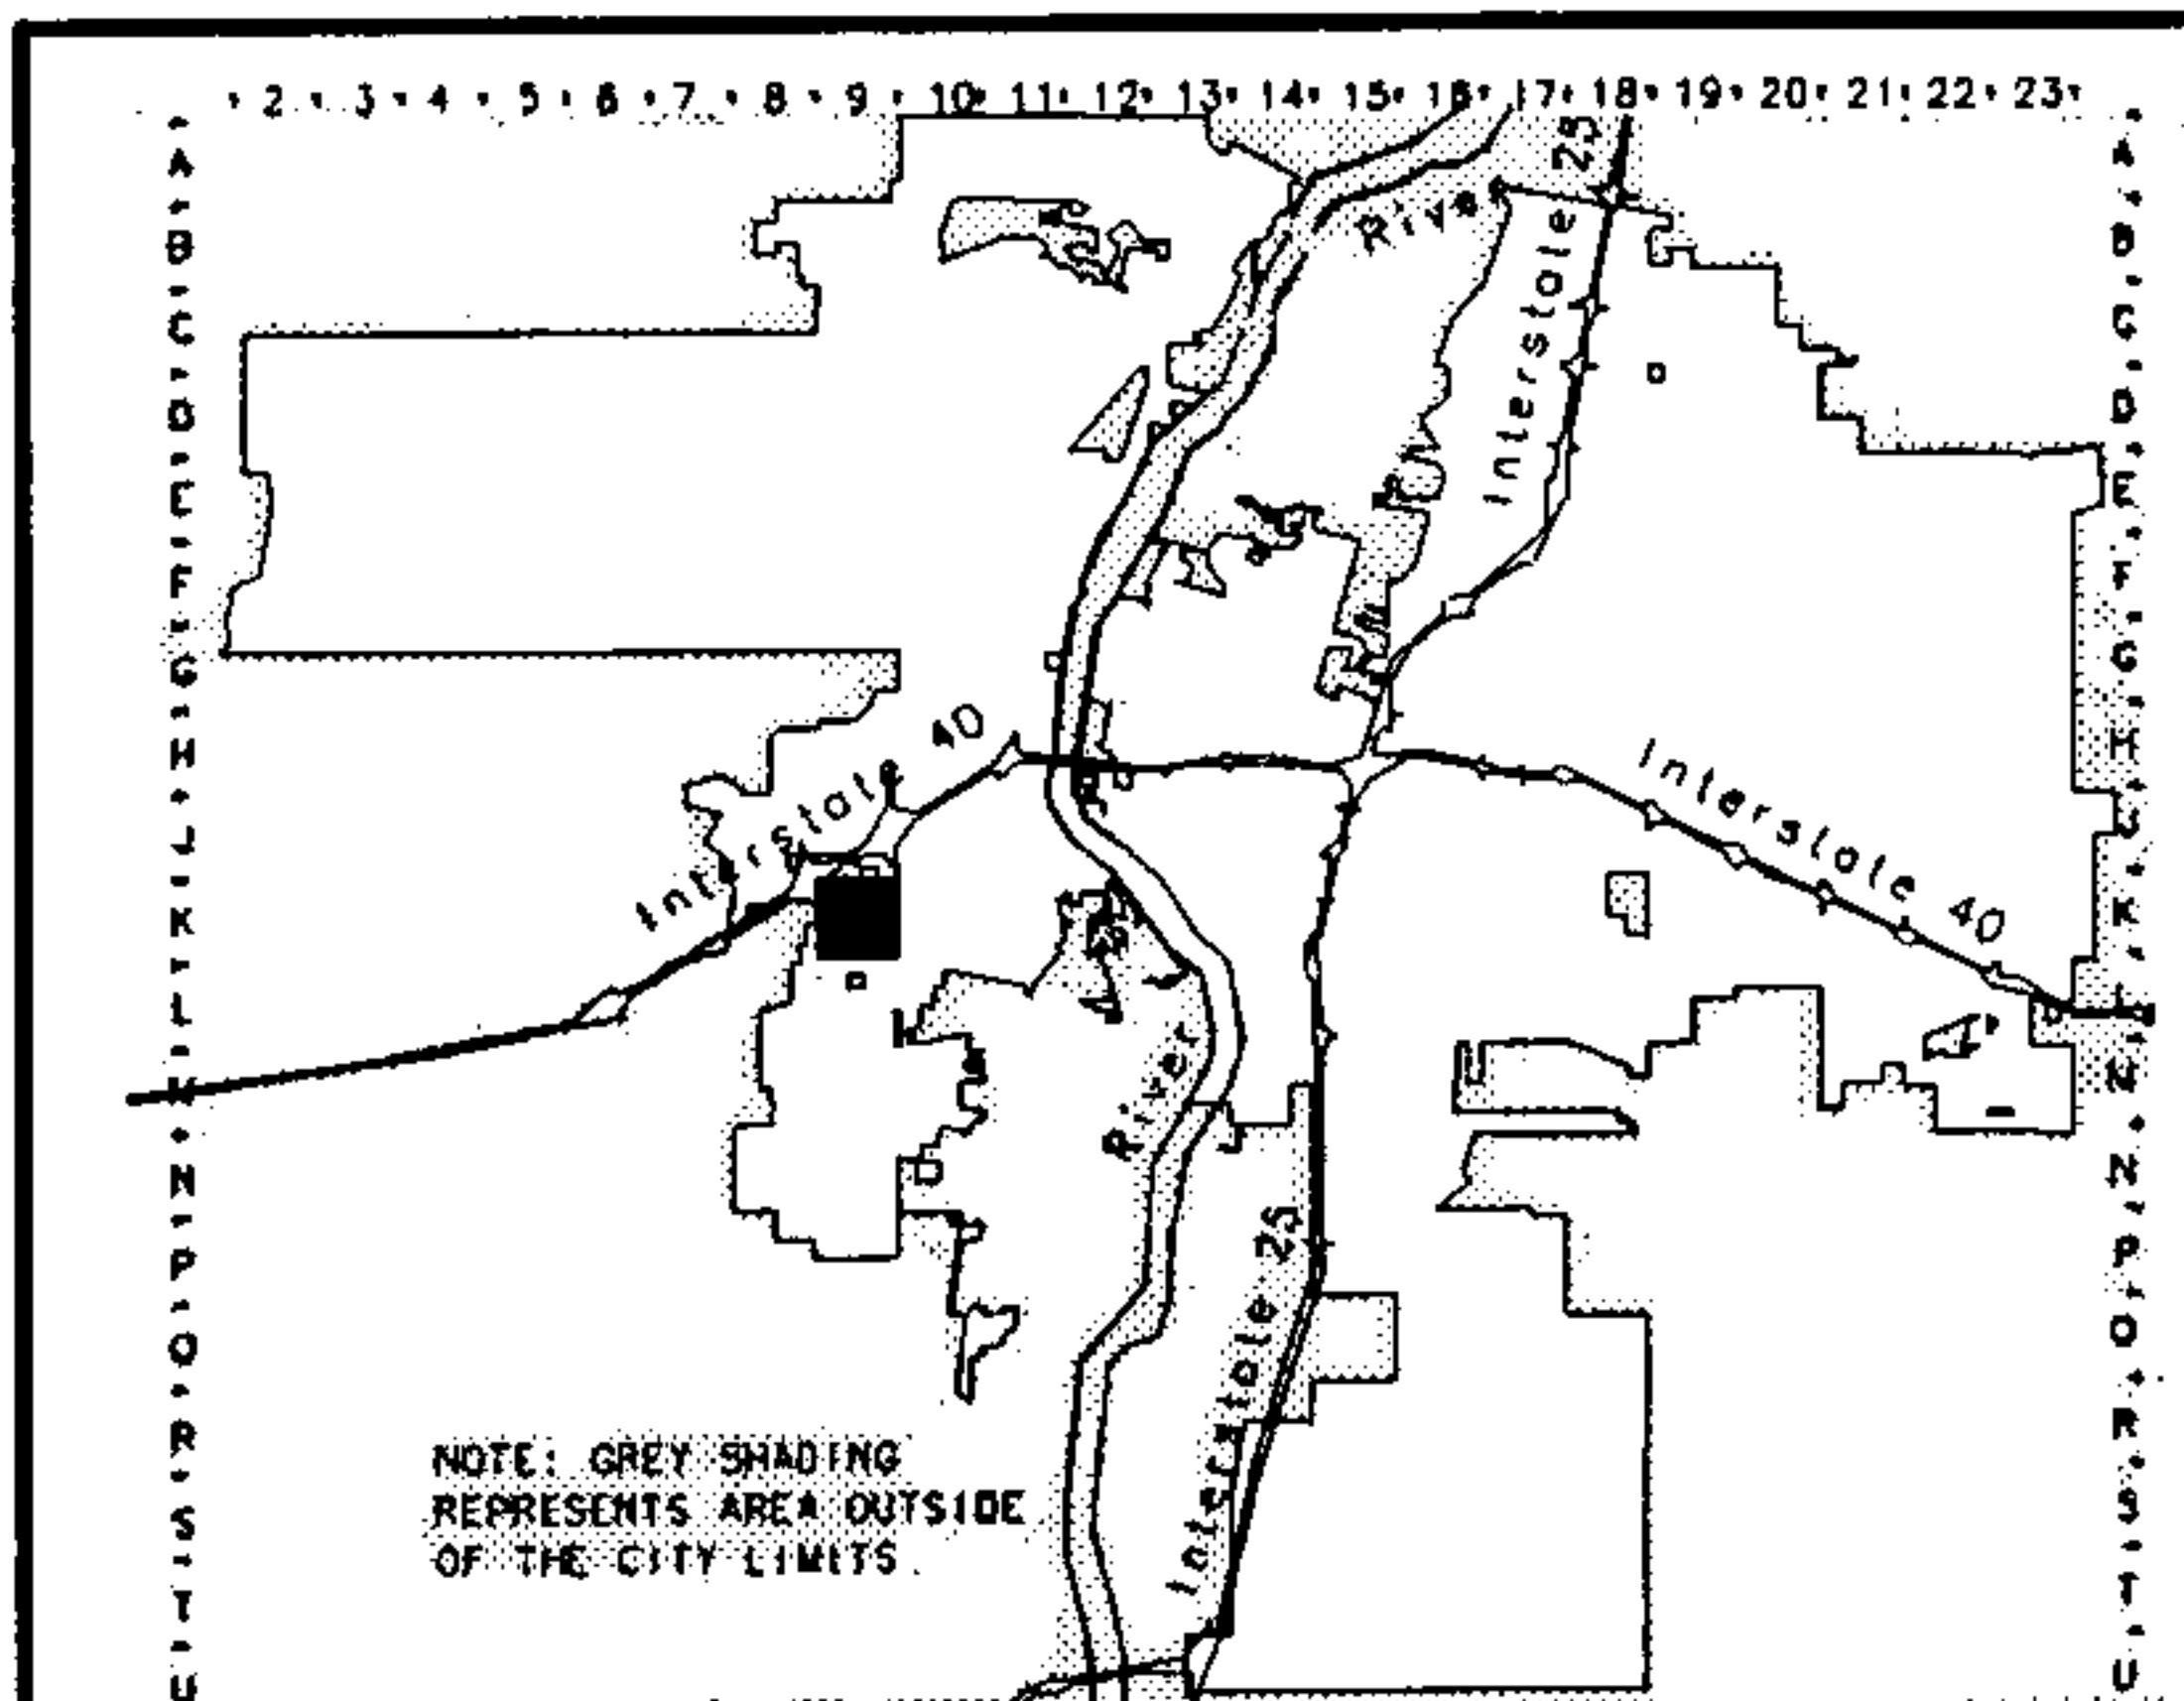 2 3 4 5 6 7 8 9 10 11 12 13 14 15 16 17 18 19 20 21 22 23
A A
B B
C C
D D
E E
F F
G G
H H
J J
K K
L L
M M
N N
P P
Q Q
R R
S S
T T
U U
River
Interstate 25
Interstate 40
Interstate 40
River
Interstate 25
NOTE: GREY SHADING
REPRESENTS AREA OUTSIDE
OF THE CITY LIMITS.